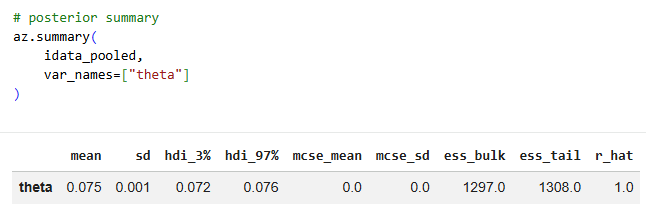 # posterior summary
az.summary(
    idata_pooled,
    var_names=["theta"]
)
mean sd hdi_3% hdi_97% mcse_mean mcse_sd ess_bulk ess_tail r_hat
theta 0.075 0.001 0.072 0.076 0.0 0.0 1297.0 1308.0 1.0